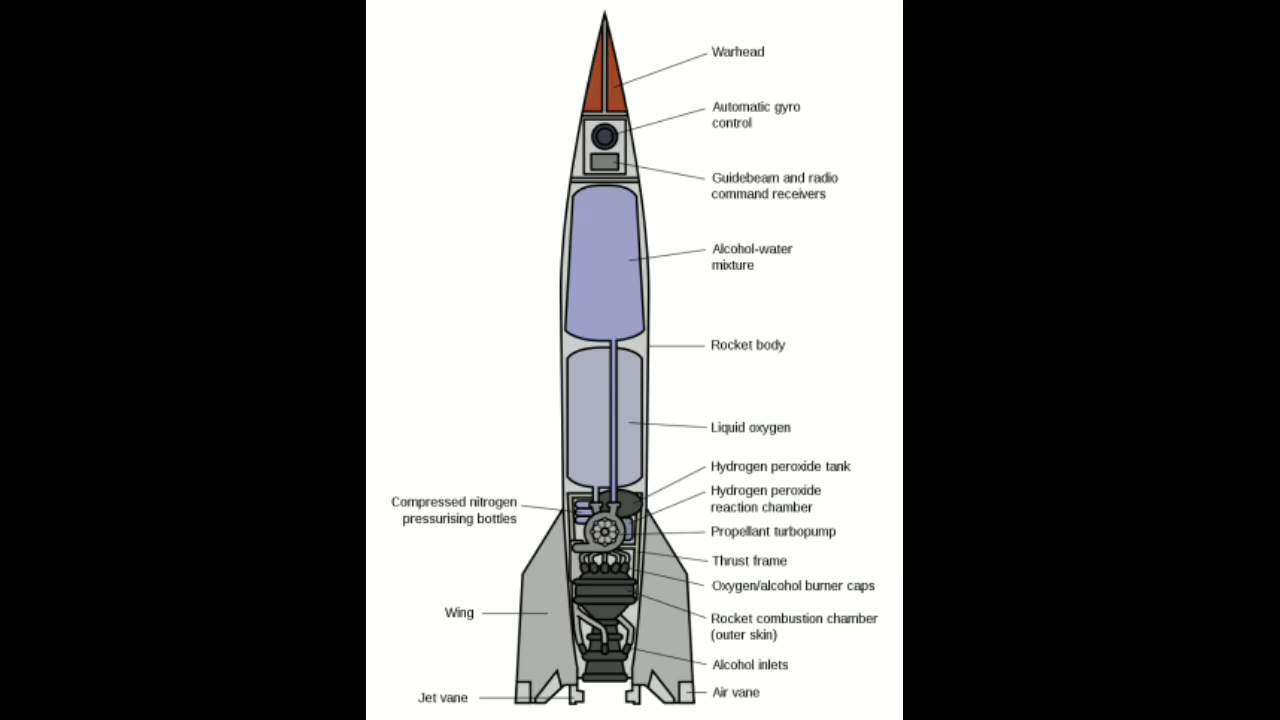 Warhead
Automatic gyro
control
Guidebeam and radio
command receivers
Alcohol-water
mixture
Rocket body
Liquid oxygen
Hydrogen peroxide tank
Hydrogen peroxide
reaction chamber
Compressed nitrogen
pressurising bottles
Propellant turbopump
Thrust frame
Oxygen/alcohol burner caps
Wing
Rocket combustion chamber
(outer skin)
Alcohol inlets
Air vane
Jet vane